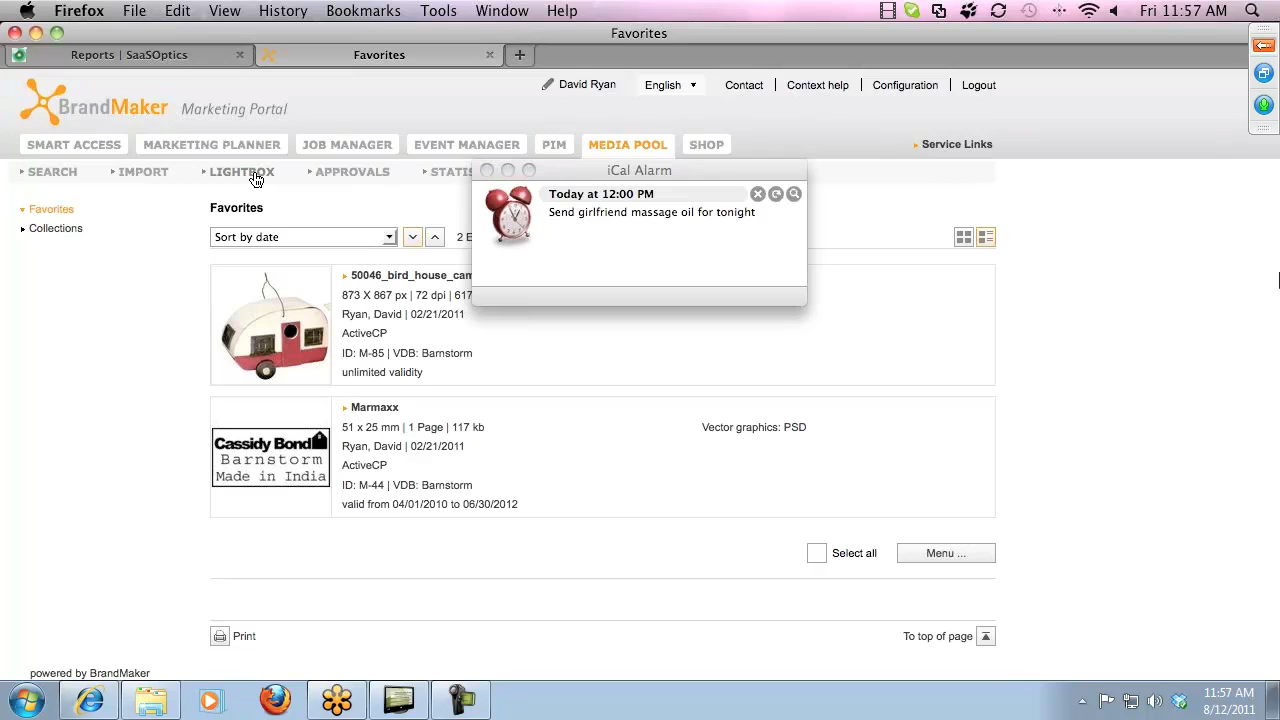 Firefox File Edit View History Bookmarks Tools Window Help Fri 11:57 AM
Favorites
Reports | SaaSOptics Favorites
David Ryan English Contact Context help Configuration Logout
BrandMaker Marketing Portal
SMART ACCESS MARKETING PLANNER JOB MANAGER EVENT MANAGER PIM MEDIA POOL SHOP Service Links
SEARCH IMPORT LIGHTBOX APPROVALS
iCal Alarm
Today at 12:00 PM
Send girlfriend massage oil for tonight
Favorites
Collections
Favorites
Sort by date 2
50046_bird_house_cam
873 X 867 px | 72 dpi | 617
Ryan, David | 02/21/2011
ActiveCP
ID: M-85 | VDB: Barnstorm
unlimited validity
Marmaxx
51 x 25 mm | 1 Page | 117 kb Vector graphics: PSD
Ryan, David | 02/21/2011
ActiveCP
ID: M-44 | VDB: Barnstorm
valid from 04/01/2010 to 06/30/2012
Cassidy Bond
Barnstorm
Made in India
Select all Menu ...
Print To top of page
powered by BrandMaker
11:57 AM
8/12/2011